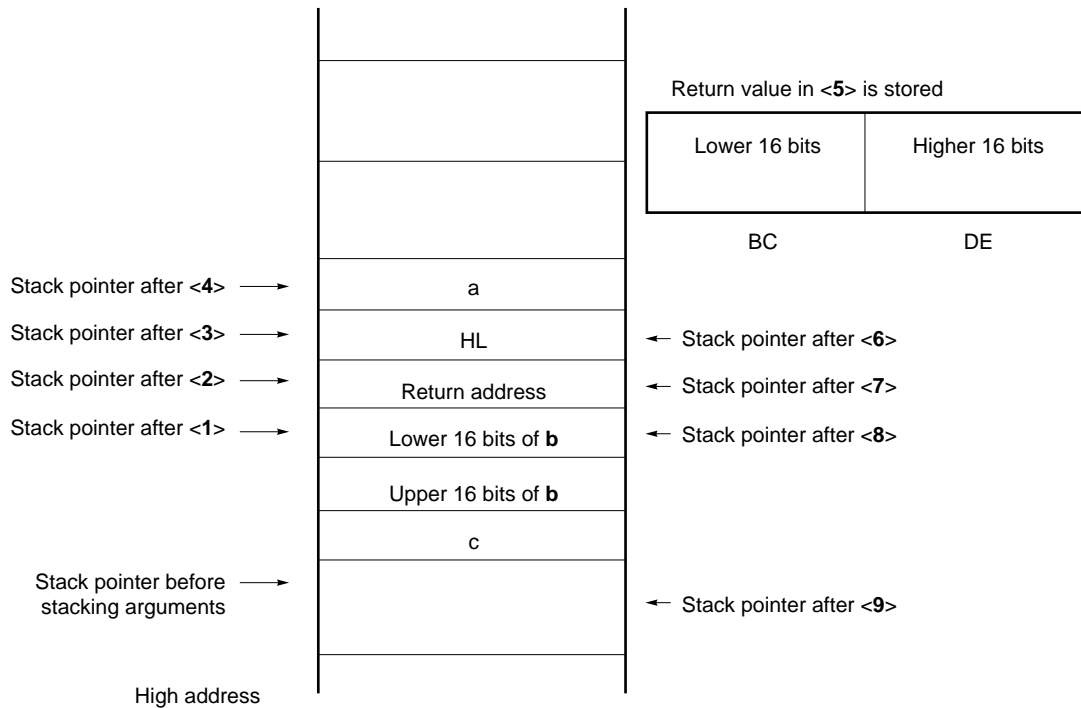 Return value in <5> is stored
Lower 16 bits
Higher 16 bits
BC
DE
Stack pointer after <4>
a
Stack pointer after <3>
HL
Stack pointer after <6>
Stack pointer after <2>
Return address
Stack pointer after <7>
Stack pointer after <1>
Lower 16 bits of b
Stack pointer after <8>
Upper 16 bits of b
c
Stack pointer before
stacking arguments
Stack pointer after <9>
High address